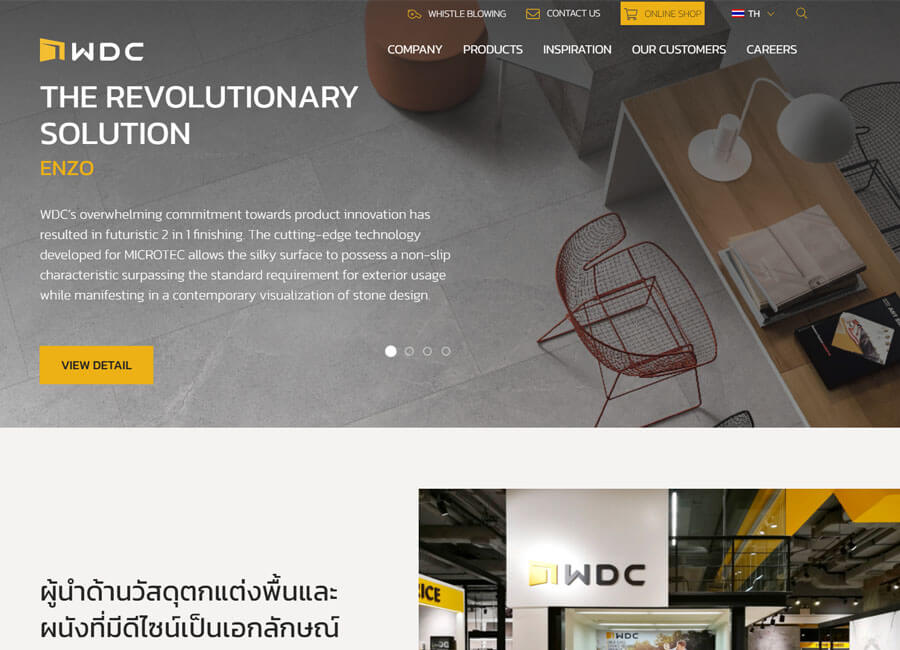 WHISTLE BLOWING
CONTACT US
ONLINE SHOP
TH
WDC
COMPANY
PRODUCTS
INSPIRATION
OUR CUSTOMERS
CAREERS
THE REVOLUTIONARY
SOLUTION
ENZO
WDC's overwhelming commitment towards product innovation has
resulted in futuristic 2 in 1 finishing. The cutting-edge technology
developed for MICROTEC allows the silky surface to possess a non-slip
characteristic surpassing the standard requirement for exterior usage
while manifesting in a contemporary visualization of stone design.
VIEW DETAIL
ผู้นำด้านวัสดุตกแต่งพื้นและ
ผนังที่มีดีไซน์เป็นเอกลักษณ์
WDC
WDC